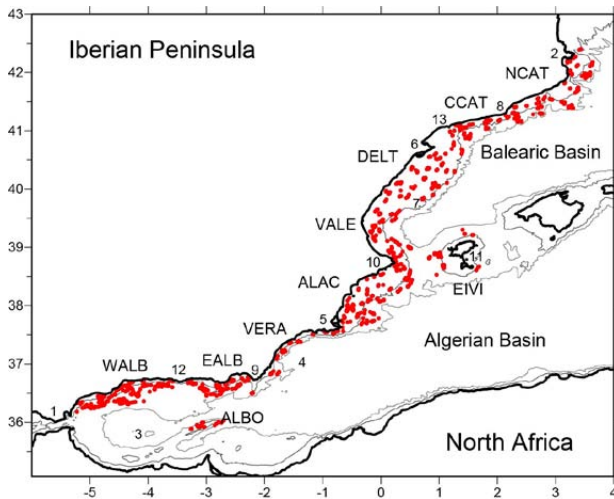 43
42
41
40
39
38
37
36
Iberian Peninsula
2
NCAT
CCAT
8
13
6
DELT
Balearic Basin
7
VALE
10
11
EIVI
ALAC
5
VERA
Algerian Basin
4
WALB
12
EALB
9
1
ALBO
3
North Africa
-5 -4 -3 -2 -1 0 1 2 3 4